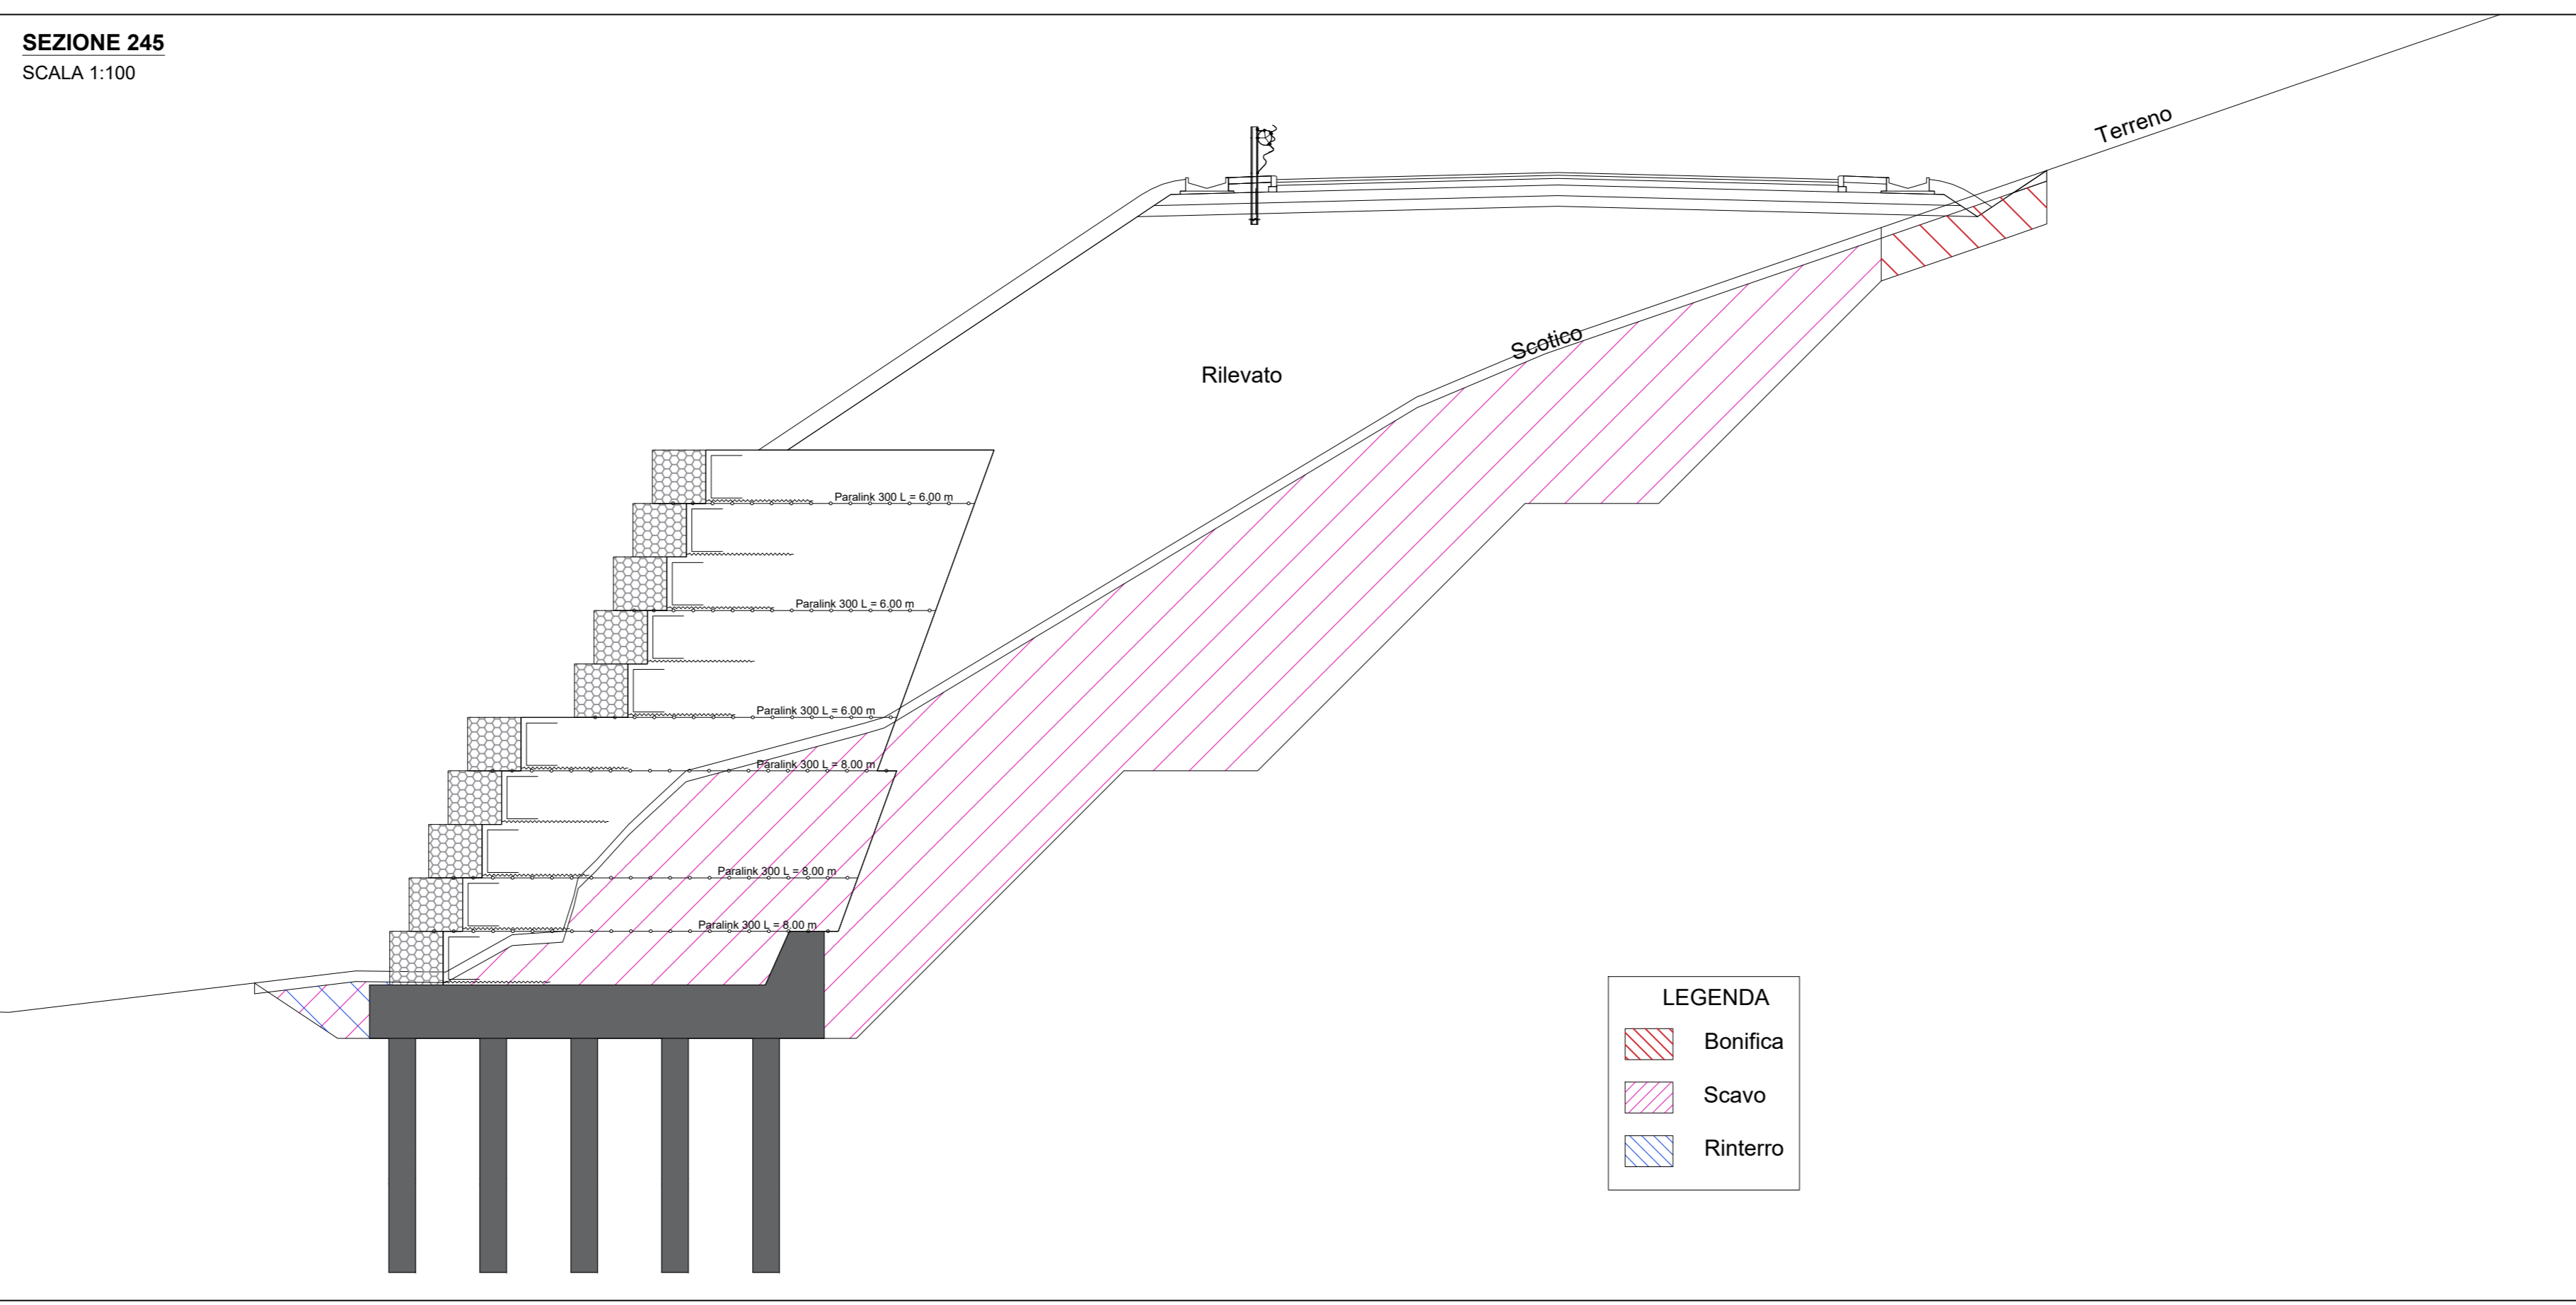 SEZIONE 245
SCALA 1:100
Terreno
Scotico
Rilevato
Paralink 300 L = 6.00 m
Paralink 300 L = 6.00 m
Paralink 300 L = 6.00 m
Paralink 300 L = 8.00 m
Paralink 300 L = 8.00 m
Paralink 300 L = 8.00 m
LEGENDA
Bonifica
Scavo
Rinterro